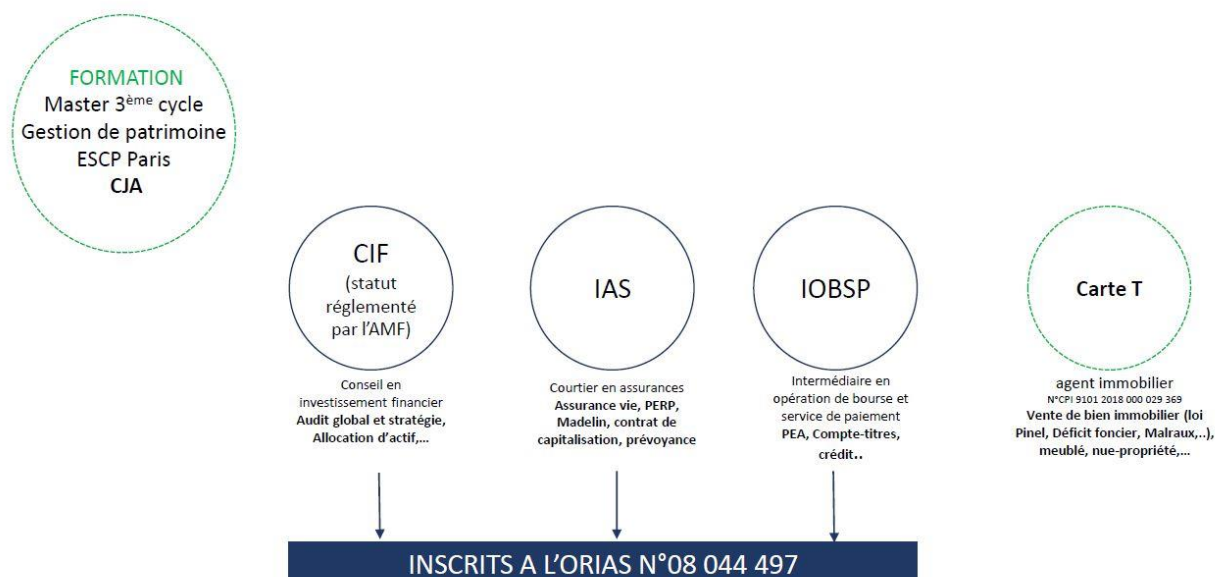 FORMATION
Master 3ème cycle
Gestion de patrimoine
ESCP Paris
CJA
CIF
(statut
réglementé
par l'AMF)
Conseil en
investissement financier
Audit global et stratégie,
Allocation d'actif,...
IAS
Courtier en assurances
Assurance vie, PERP,
Madelin, contrat de
capitalisation, prévoyance
IOBSP
Intermédiaire en
opération de bourse et
service de paiement
PEA, Compte-titres,
crédit..
Carte T
agent immobilier
N°CPI 9101 2018 000 029 369
Vente de bien immobilier (loi
Pinel, Déficit foncier, Malraux,..),
meublé, nue-propriété,...
INSCRITS A L'ORIAS N°08 044 497